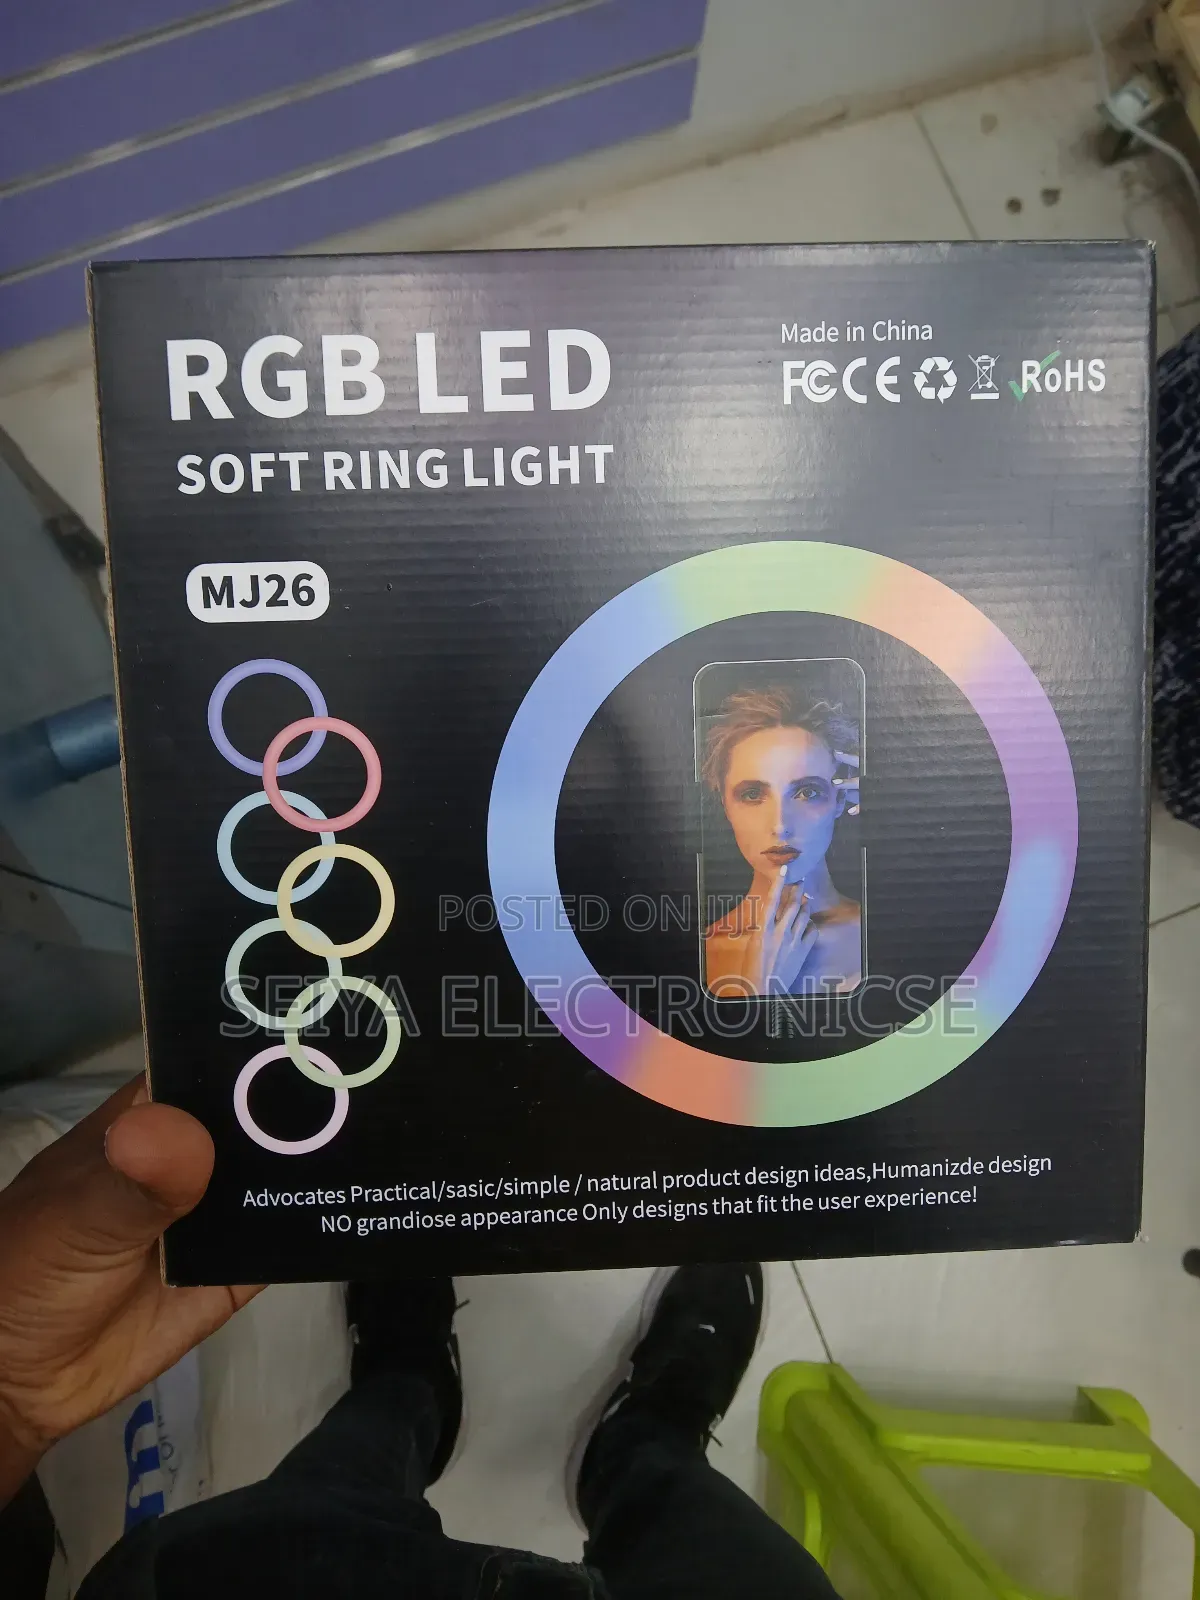 RGB LED
SOFT RING LIGHT
Made in China
FC CE RoHS
MJ26
POSTED ON JIJI
SEIYA ELECTRONICSE
Advocates Practical/sasic/simple / natural product design ideas,Humanizde design
NO grandiose appearance Only designs that fit the user experience!